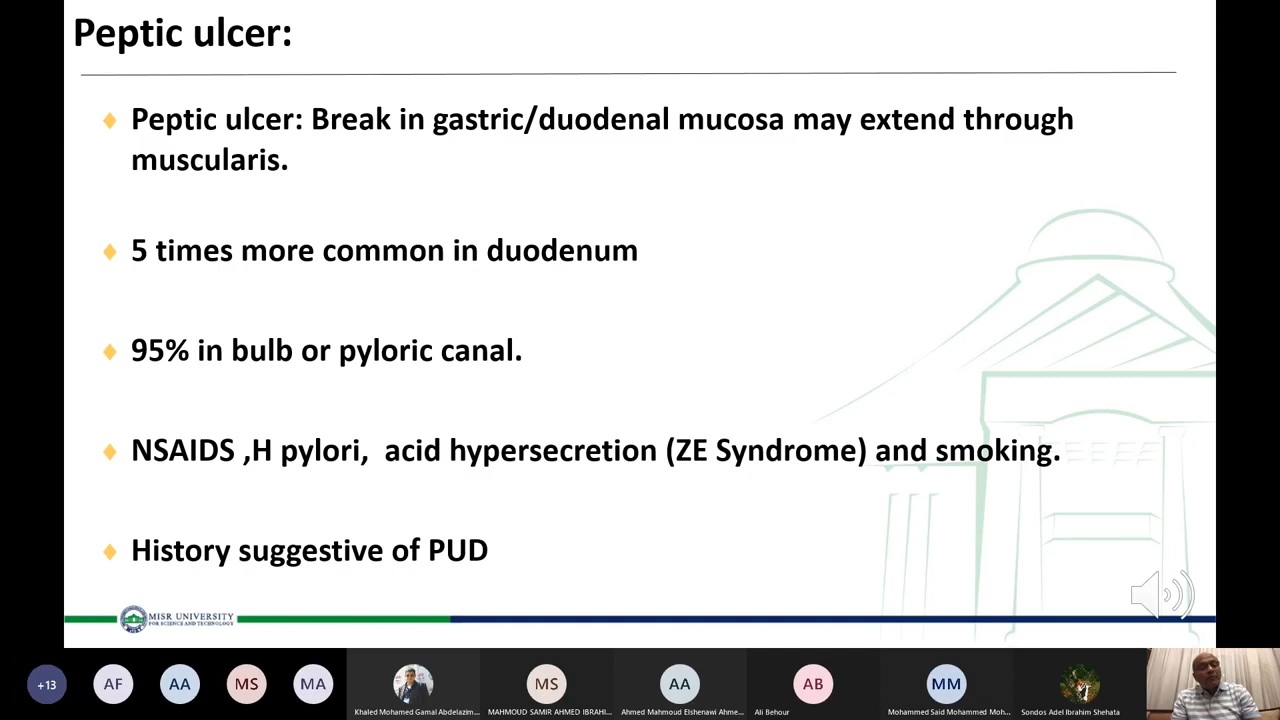 Peptic ulcer:
Peptic ulcer: Break in gastric/duodenal mucosa may extend through
muscularis.
5 times more common in duodenum
95% in bulb or pyloric canal.
NSAIDS ,H pylori,  acid hypersecretion (ZE Syndrome) and smoking.
History suggestive of PUD
MISR UNIVERSITY
FOR SCIENCE AND TECHNOLOGY
+13
AF
AA
MS
MA
MS
AA
AB
MM
Khaled Mohamed Gamal Abdelazim...
MAHMOUD SAMIR AHMED IBRAHI...
Ahmed Mahmoud Elshenawi Ahme...
Ali Behour
Mohammed Said Mohammed Moh...
Sondos Adel Ibrahim Shehata